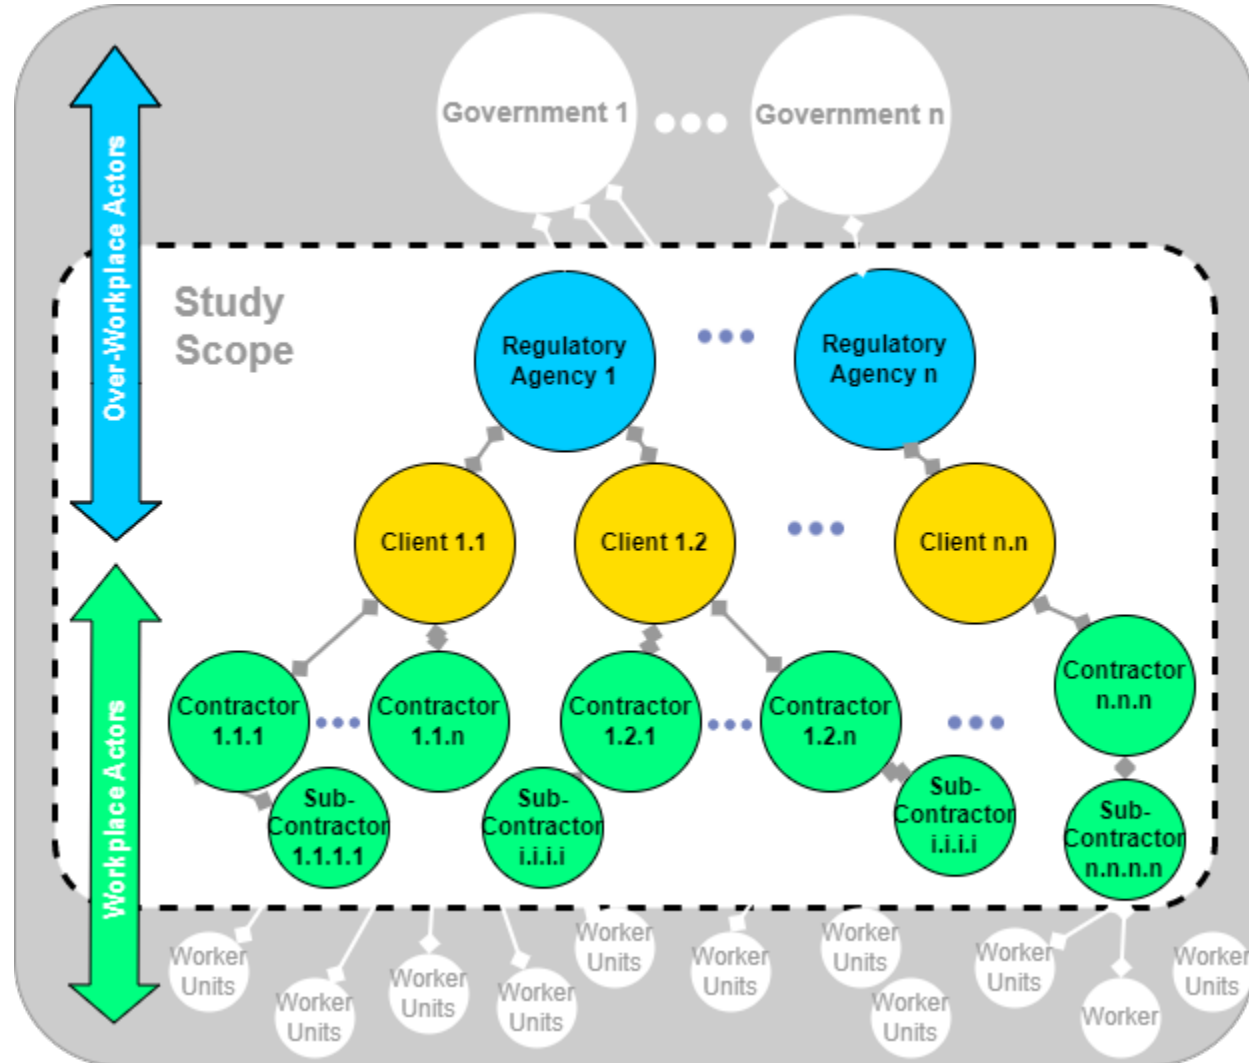 Government 1
Government n
Over-Workplace Actors
Study
Scope
Regulatory
Agency 1
Regulatory
Agency n
Client 1.1
Client 1.2
Client n.n
Workplace Actors
Contractor
1.1.1
Contractor
1.1.n
Contractor
1.2.1
Contractor
1.2.n
Contractor
n.n.n
Sub-
Contractor
1.1.1.1
Sub-
Contractor
i.i.i.i
Sub-
Contractor
i.i.i.i
Sub-
Contractor
n.n.n.n
Worker
Units
Worker
Units
Worker
Units
Worker
Units
Worker
Units
Worker
Units
Worker
Units
Worker
Units
Worker
Units
Worker
Worker
Units